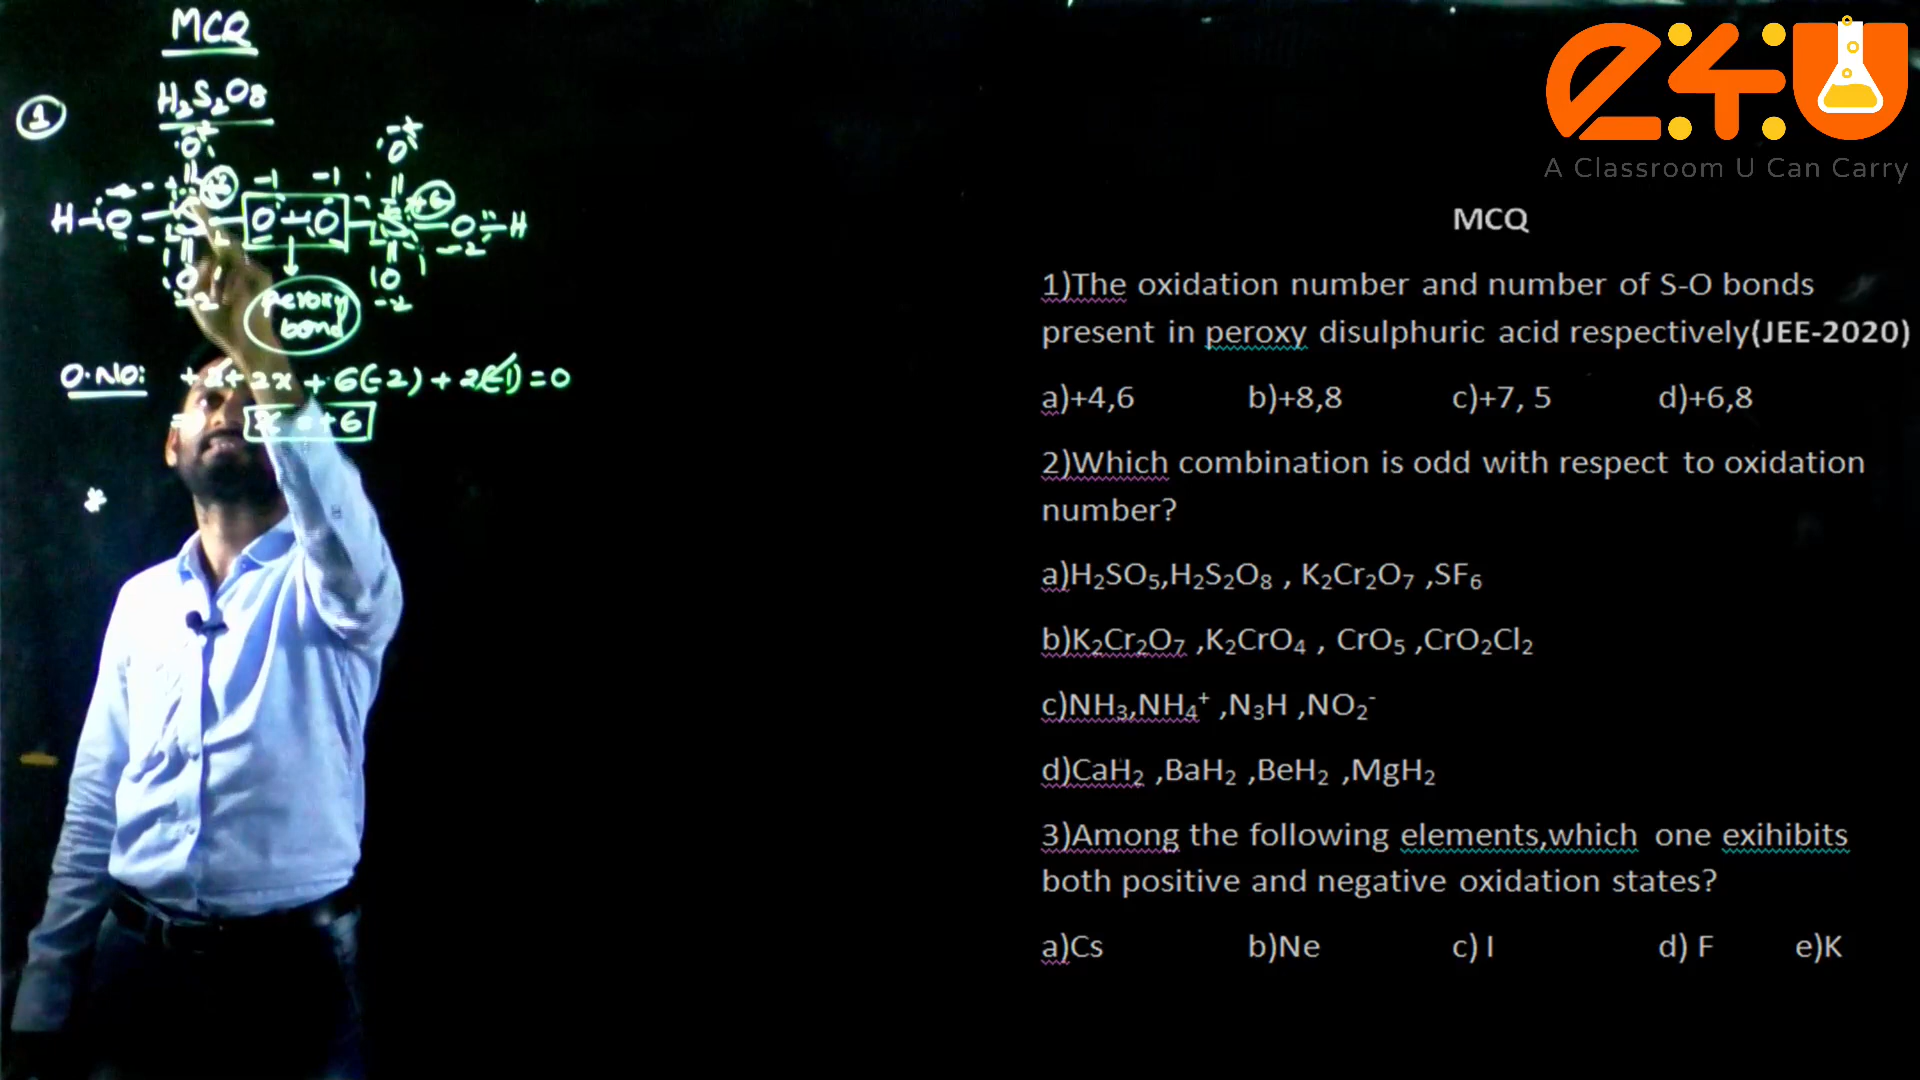 MCQ
1
H₂S₂O₈
H-O-S-O-O-S-O-H
peroxy
bond
O.NO: +2+2x+6(-2)+2(-1)=0
x = +6
*
e4U
A Classroom U Can Carry
MCQ
1)The oxidation number and number of S-O bonds
present in peroxy disulphuric acid respectively(JEE-2020)
a)+4,6 b)+8,8 c)+7, 5 d)+6,8
2)Which combination is odd with respect to oxidation
number?
a)H₂SO₅,H₂S₂O₈ , K₂Cr₂O₇ ,SF₆
b)K₂Cr₂O₇ ,K₂CrO₄ , CrO₅ ,CrO₂Cl₂
c)NH₃,NH₄⁺ ,N₃H ,NO₂⁻
d)CaH₂ ,BaH₂ ,BeH₂ ,MgH₂
3)Among the following elements,which one exihibits
both positive and negative oxidation states?
a)Cs b)Ne c) I d) F e)K